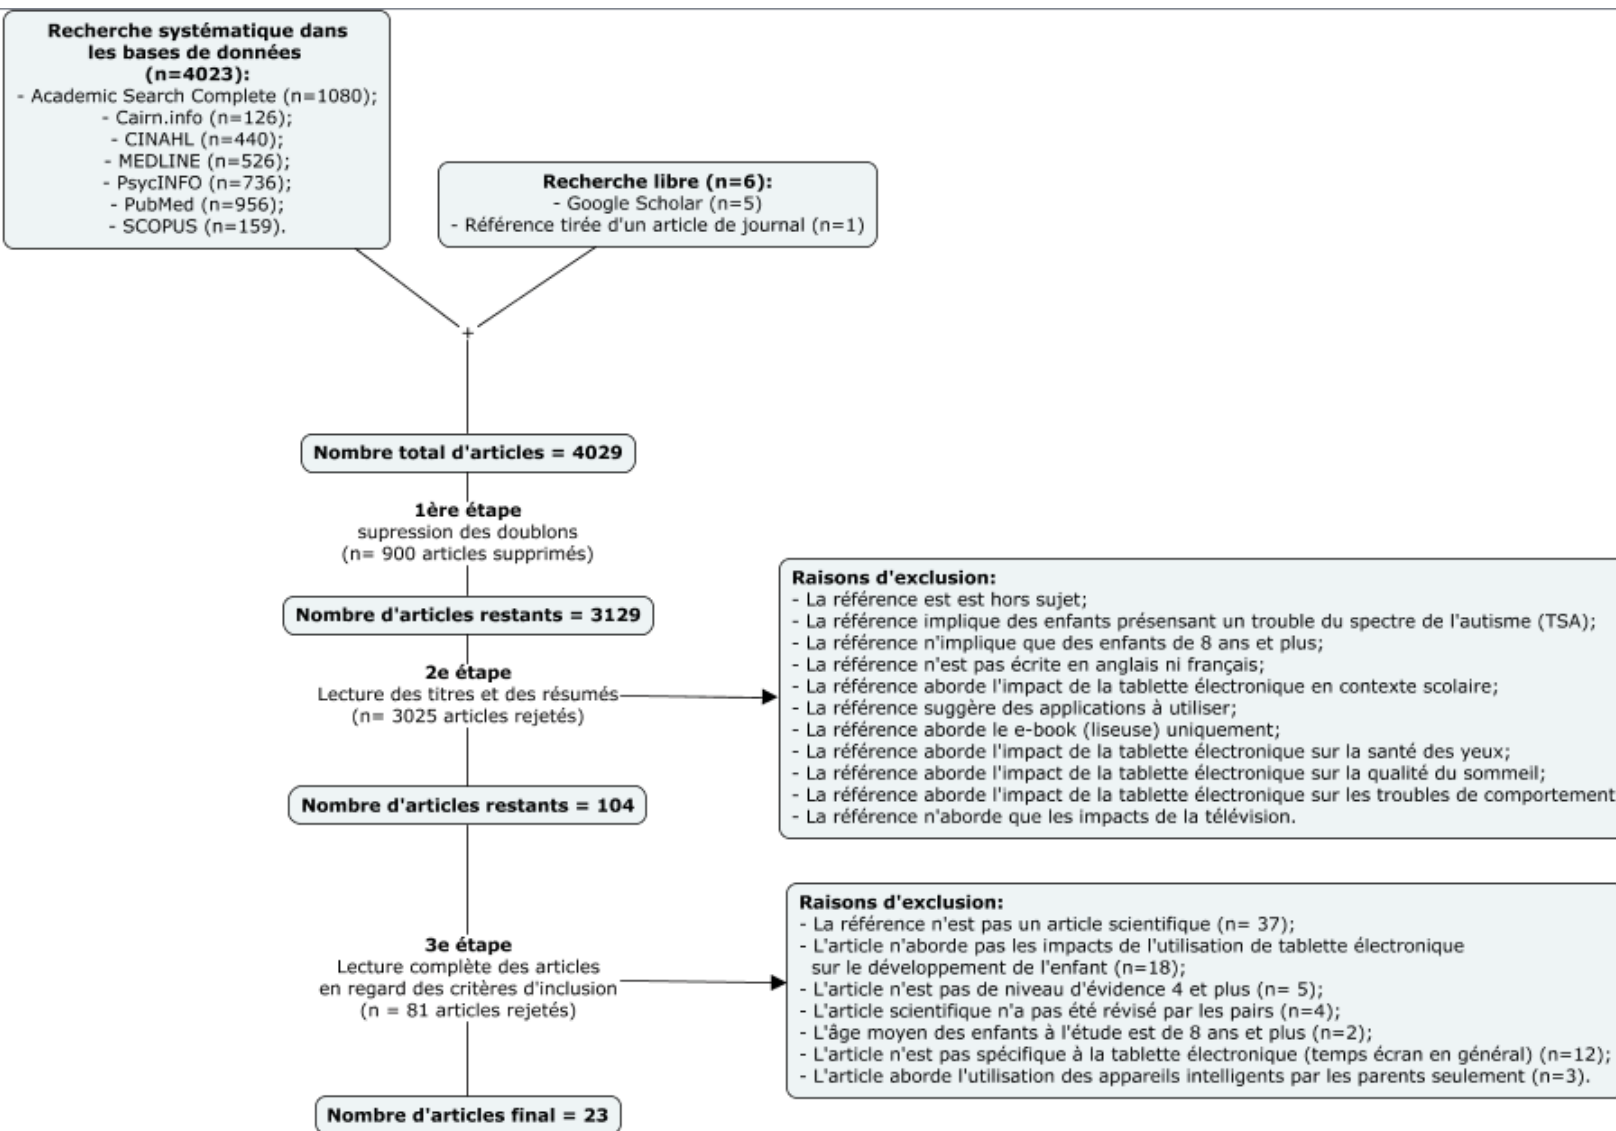 Recherche systématique dans
les bases de données
(n=4023):
- Academic Search Complete (n=1080);
- Cairn.info (n=126);
- CINAHL (n=440);
- MEDLINE (n=526);
- PsycINFO (n=736);
- PubMed (n=956);
- SCOPUS (n=159).
Recherche libre (n=6):
- Google Scholar (n=5)
- Référence tirée d'un article de journal (n=1)
+
Nombre total d'articles = 4029
1ère étape
supression des doublons
(n= 900 articles supprimés)
Nombre d'articles restants = 3129
2e étape
Lecture des titres et des résumés
(n= 3025 articles rejetés)
Raisons d'exclusion:
- La référence est est hors sujet;
- La référence implique des enfants présensant un trouble du spectre de l'autisme (TSA);
- La référence n'implique que des enfants de 8 ans et plus;
- La référence n'est pas écrite en anglais ni français;
- La référence aborde l'impact de la tablette électronique en contexte scolaire;
- La référence suggère des applications à utiliser;
- La référence aborde le e-book (liseuse) uniquement;
- La référence aborde l'impact de la tablette électronique sur la santé des yeux;
- La référence aborde l'impact de la tablette électronique sur la qualité du sommeil;
- La référence aborde l'impact de la tablette électronique sur les troubles de comportement
- La référence n'aborde que les impacts de la télévision.
Nombre d'articles restants = 104
3e étape
Lecture complète des articles
en regard des critères d'inclusion
(n = 81 articles rejetés)
Raisons d'exclusion:
- La référence n'est pas un article scientifique (n= 37);
- L'article n'aborde pas les impacts de l'utilisation de tablette électronique
sur le développement de l'enfant (n=18);
- L'article n'est pas de niveau d'évidence 4 et plus (n= 5);
- L'article scientifique n'a pas été révisé par les pairs (n=4);
- L'âge moyen des enfants à l'étude est de 8 ans et plus (n=2);
- L'article n'est pas spécifique à la tablette électronique (temps écran en général) (n=12);
- L'article aborde l'utilisation des appareils intelligents par les parents seulement (n=3).
Nombre d'articles final = 23